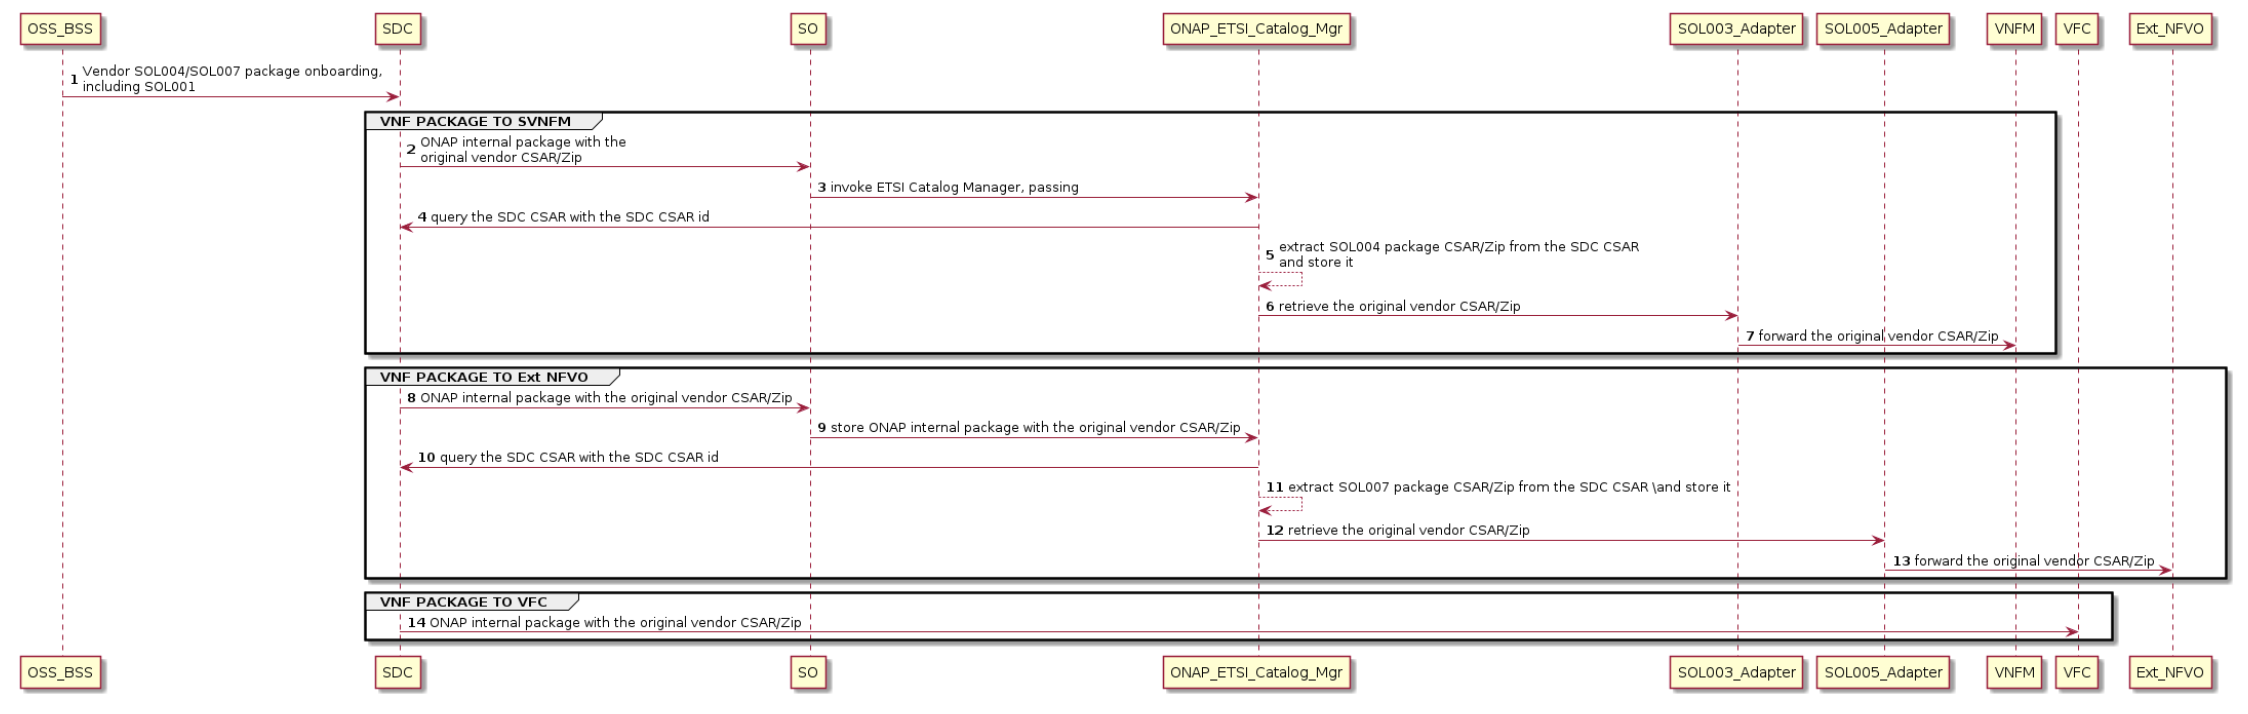 OSS_BSS SDC SO ONAP_ETSI_Catalog_Mgr SOL003_Adapter SOL005_Adapter VNFM VFC Ext_NFVO
1 Vendor SOL004/SOL007 package onboarding,
including SOL001
VNF PACKAGE TO SVNFM
2 ONAP internal package with the
original vendor CSAR/Zip
3 invoke ETSI Catalog Manager, passing
4 query the SDC CSAR with the SDC CSAR id
5 extract SOL004 package CSAR/Zip from the SDC CSAR
and store it
6 retrieve the original vendor CSAR/Zip
7 forward the original vendor CSAR/Zip
VNF PACKAGE TO Ext NFVO
8 ONAP internal package with the original vendor CSAR/Zip
9 store ONAP internal package with the original vendor CSAR/Zip
10 query the SDC CSAR with the SDC CSAR id
11 extract SOL007 package CSAR/Zip from the SDC CSAR \and store it
12 retrieve the original vendor CSAR/Zip
13 forward the original vendor CSAR/Zip
VNF PACKAGE TO VFC
14 ONAP internal package with the original vendor CSAR/Zip
OSS_BSS SDC SO ONAP_ETSI_Catalog_Mgr SOL003_Adapter SOL005_Adapter VNFM VFC Ext_NFVO